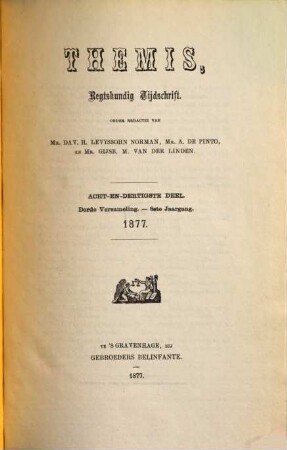 THEMIS,
Regtskundig Tijdschrift.
ONDER REDACTIE VAN
MR. DAV. H. LEVYSSOHN NORMAN, MR. A. DE PINTO,
EN MR. GIJSB. M. VAN DER LINDEN.
ACHT-EN-DERTIGSTE DEEL.
Derde Verzameling. — 8ste Jaargang.
1877.
TE 'S GRAVENHAGE, BIJ
GEBROEDERS BELINFANTE.
1877.